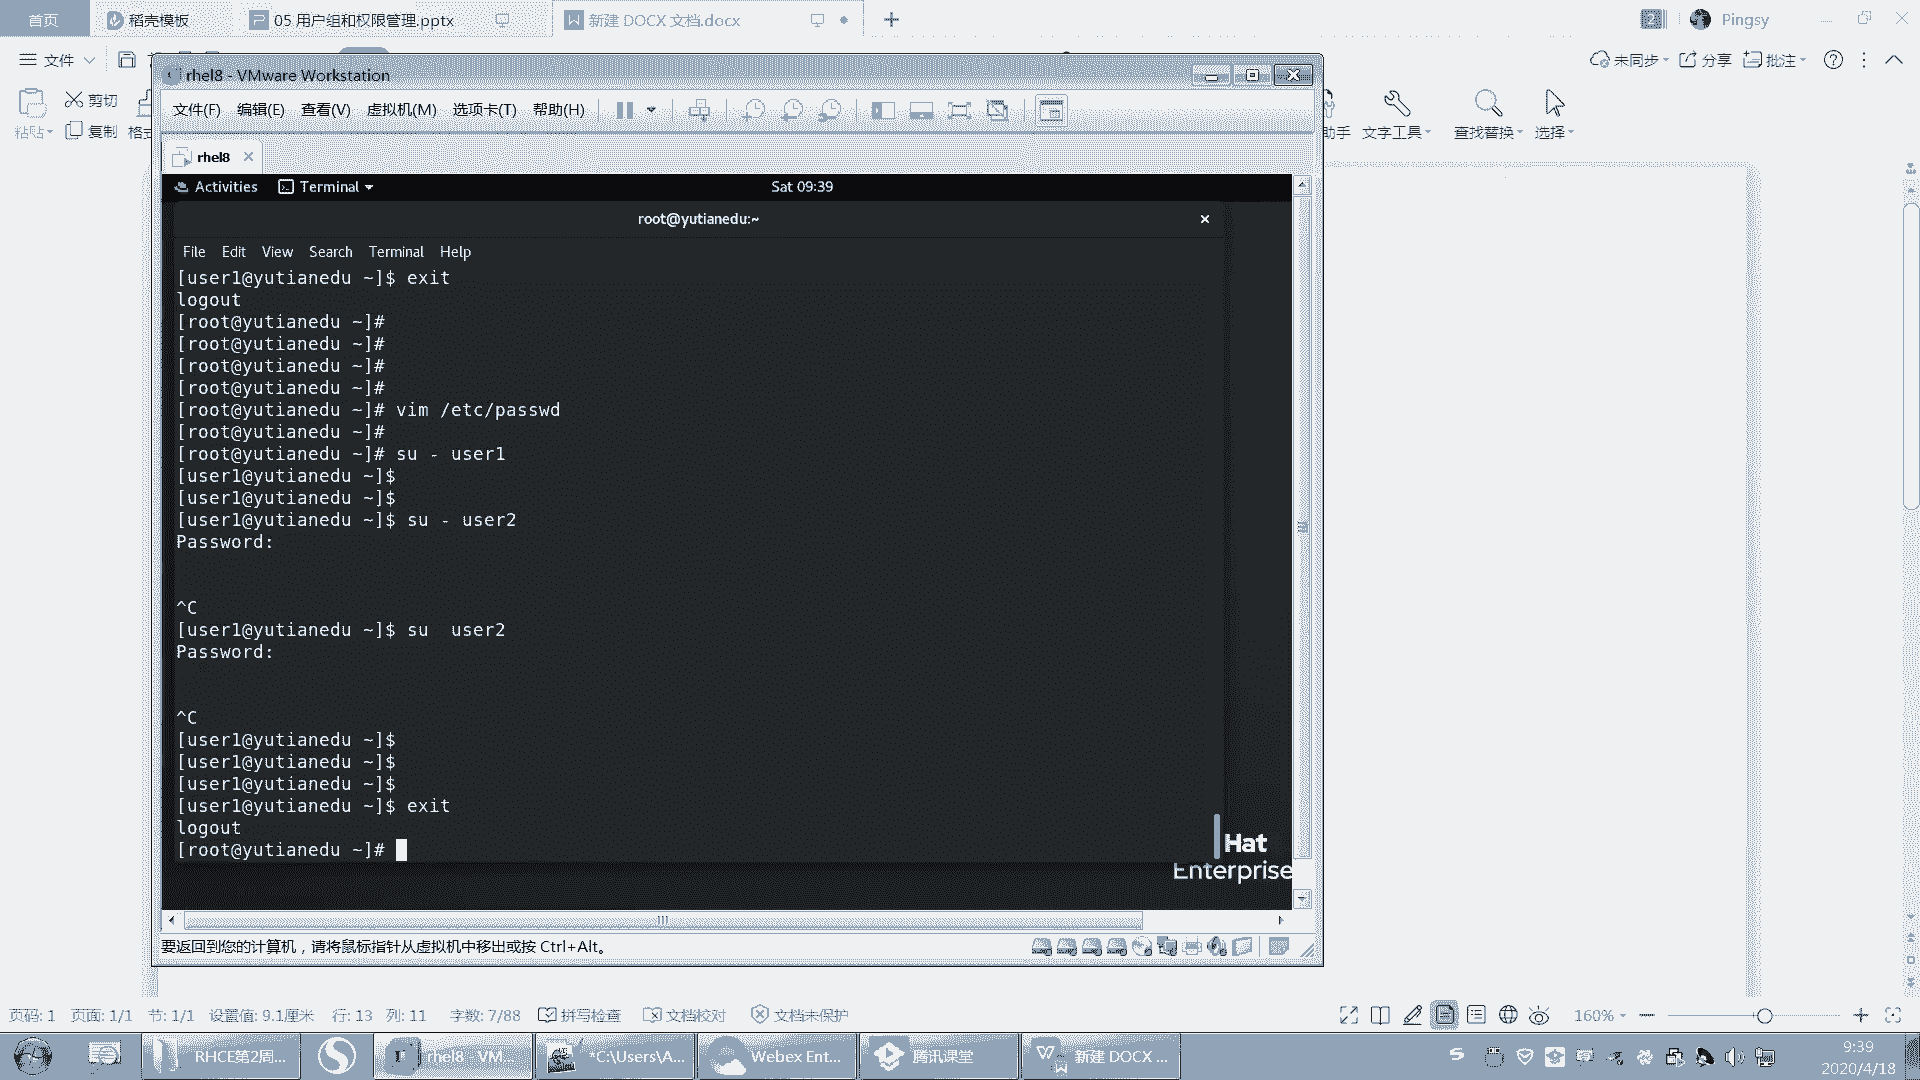 首页
稻壳模板
05 用户组和权限管理.pptx
新建 DOCX 文档.docx
Pingsy
文件
未同步
分享
批注
粘贴
剪切
复制
助手
文字工具
查找替换
选择
rhel8 - VMware Workstation
文件(F) 编辑(E) 查看(V) 虚拟机(M) 选项卡(T) 帮助(H)
rhel8
Activities Terminal Sat 09:39
root@yutianedu:~
File Edit View Search Terminal Help
[user1@yutianedu ~]$ exit
logout
[root@yutianedu ~]#
[root@yutianedu ~]#
[root@yutianedu ~]#
[root@yutianedu ~]#
[root@yutianedu ~]# vim /etc/passwd
[root@yutianedu ~]#
[root@yutianedu ~]# su - user1
[user1@yutianedu ~]$
[user1@yutianedu ~]$
[user1@yutianedu ~]$ su - user2
Password:
^C
[user1@yutianedu ~]$ su  user2
Password:
^C
[user1@yutianedu ~]$
[user1@yutianedu ~]$
[user1@yutianedu ~]$
[user1@yutianedu ~]$ exit
logout
[root@yutianedu ~]#
Hat
Enterprise
要返回到您的计算机，请将鼠标指针从虚拟机中移出或按 Ctrl+Alt。
页码: 1 页面: 1/1 节: 1/1 设置值: 9.1厘米 行: 13 列: 11 字数: 7/88 拼写检查 文档校对 文档未保护 160%
RHCE第2周...
rhel8 - VM...
*C:\Users\A...
Webex Ent...
腾讯课堂
新建 DOCX ...
9:39
2020/4/18